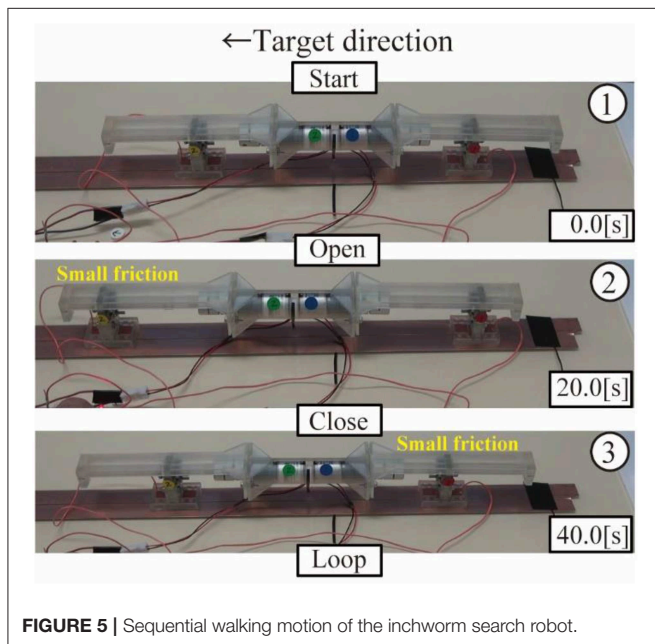 ←Target direction
Start
1
0.0[s]
Open
Small friction
2
20.0[s]
Close
Small friction
3
40.0[s]
Loop
FIGURE 5 | Sequential walking motion of the inchworm search robot.